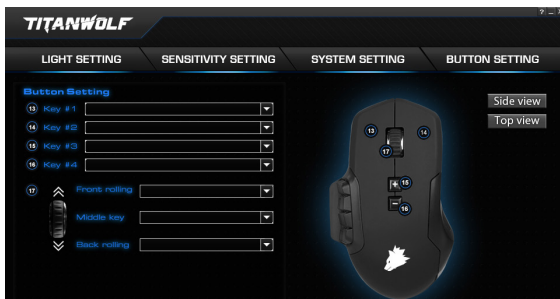 ? _ x
TITANWOLF
LIGHT SETTING SENSITIVITY SETTING SYSTEM SETTING BUTTON SETTING
Button Setting
13 Key #1
14 Key #2
15 Key #3
16 Key #4
17 Front rolling
Middle key
Back rolling
Side view
Top view
13 14
17
+ 15
- 16